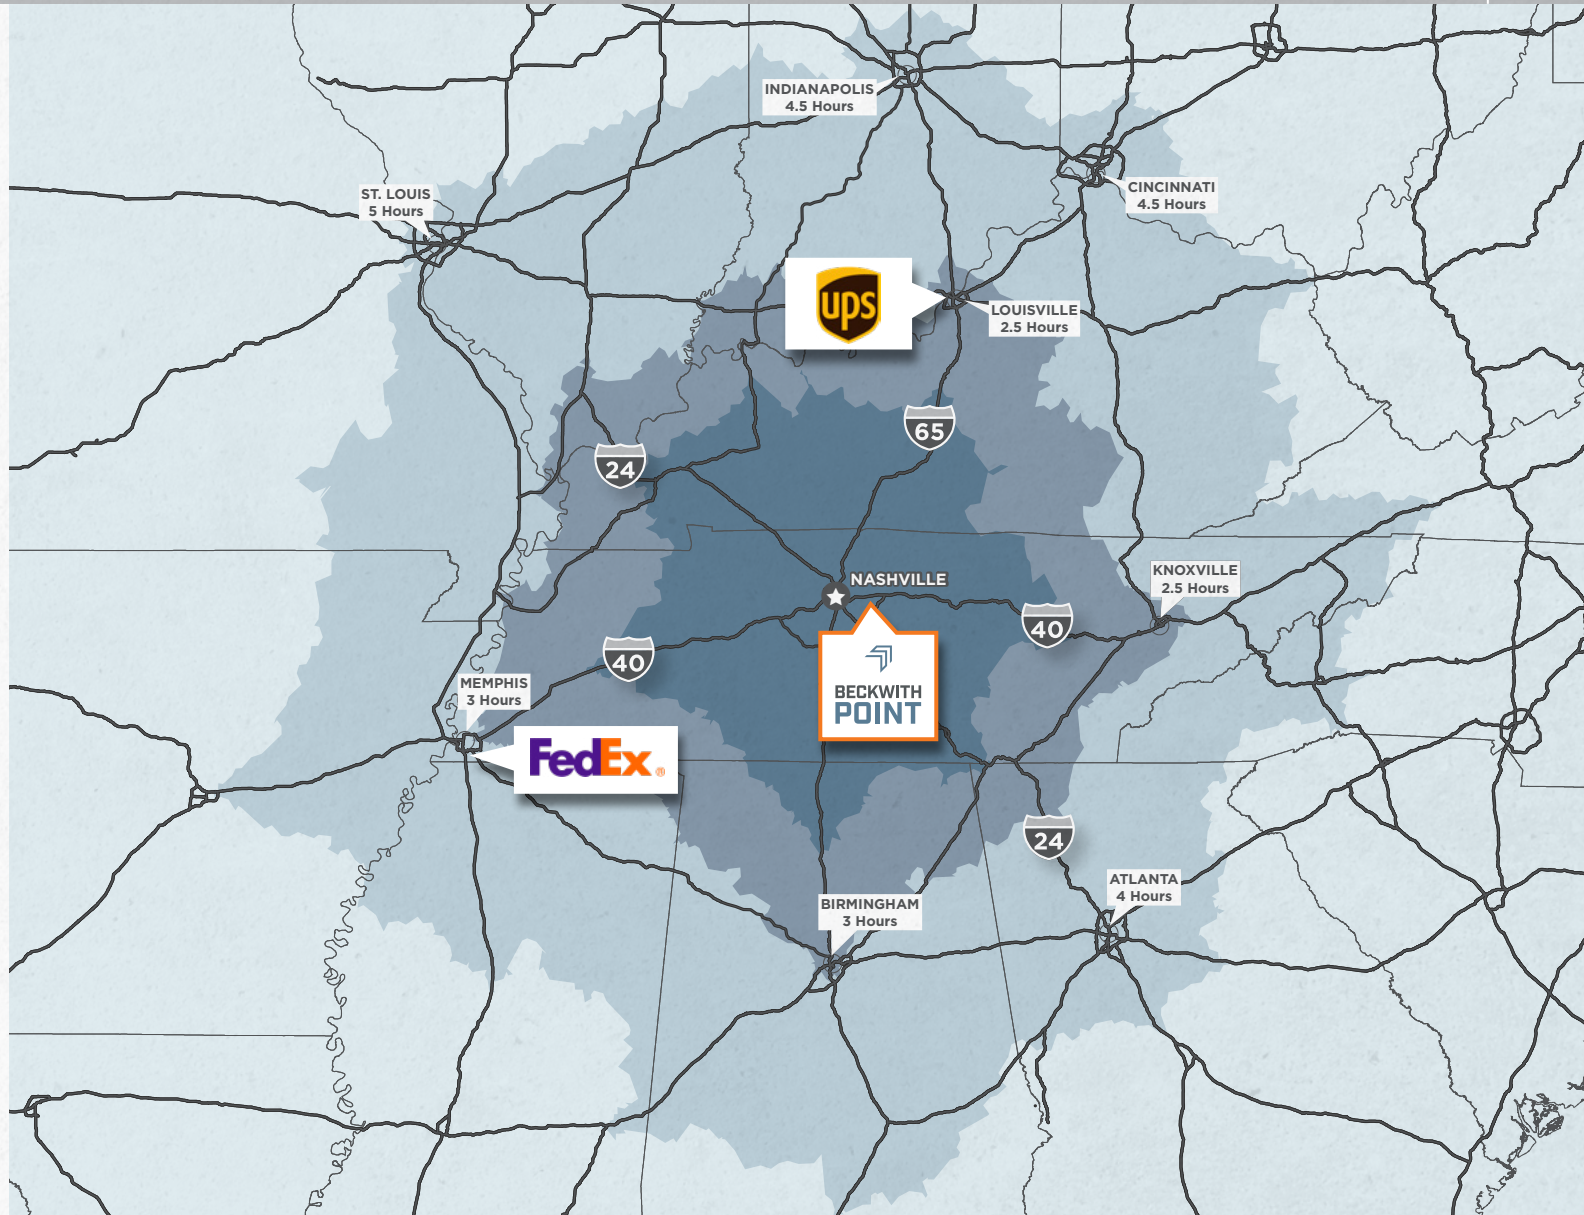 INDIANAPOLIS
4.5 Hours
ST. LOUIS
5 Hours
CINCINNATI
4.5 Hours
ups
LOUISVILLE
2.5 Hours
65
24
NASHVILLE
KNOXVILLE
2.5 Hours
40
40
BECKWITH
POINT
MEMPHIS
3 Hours
FedEx®
24
ATLANTA
4 Hours
BIRMINGHAM
3 Hours